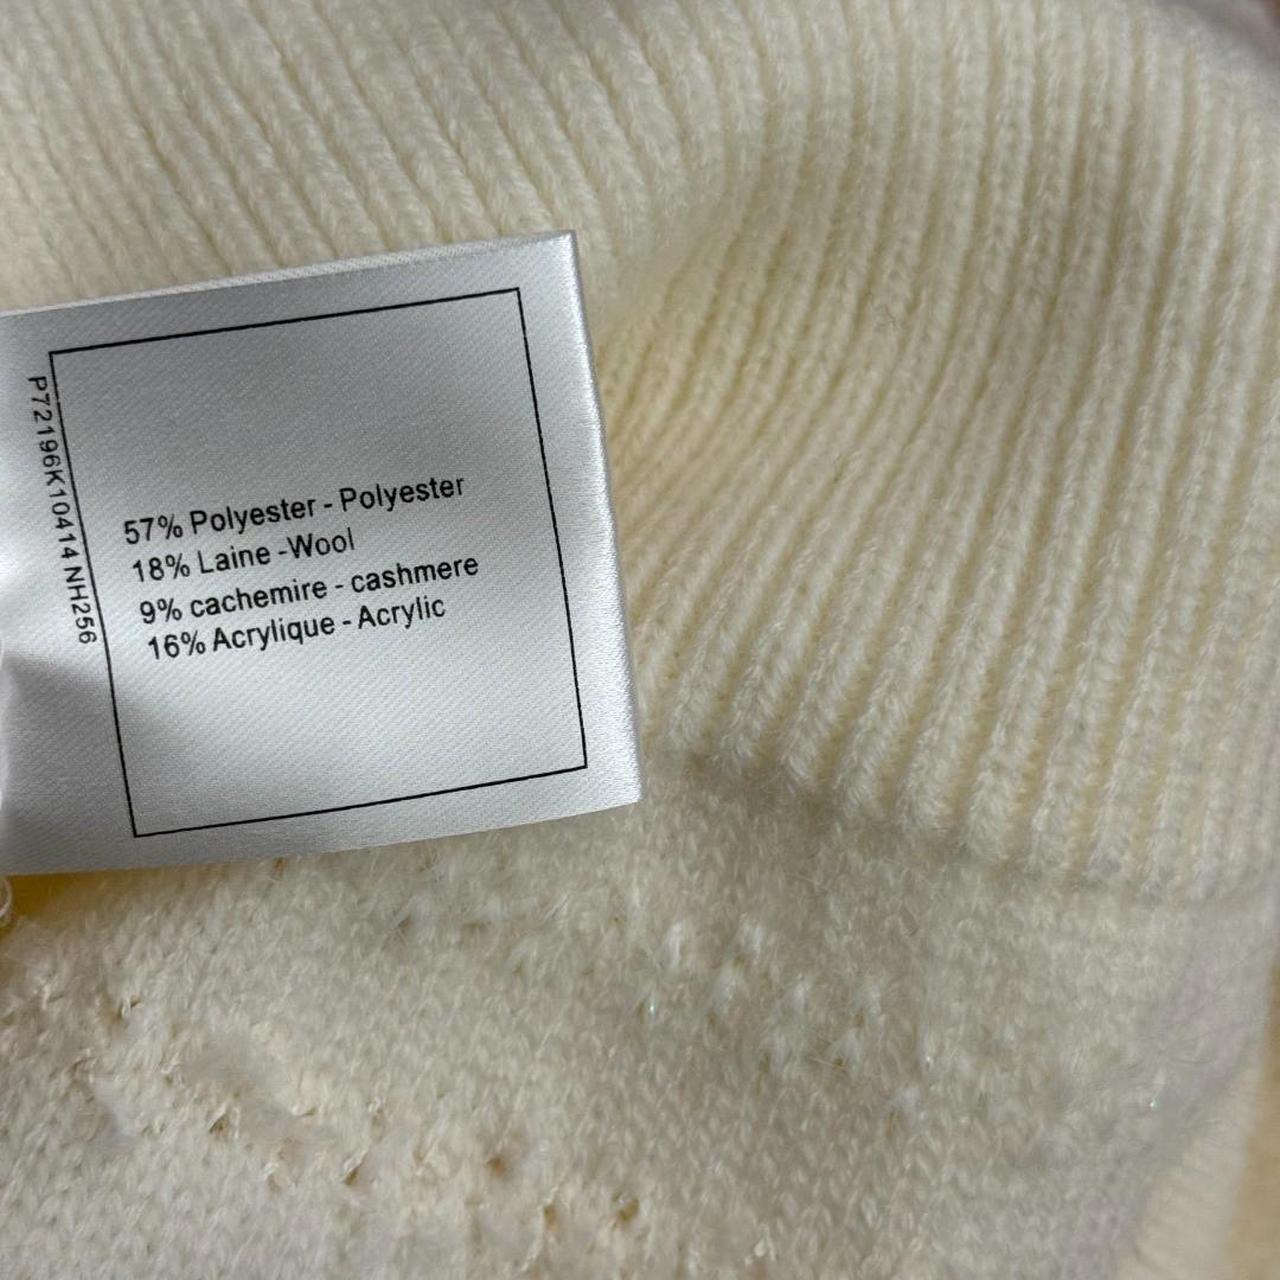 P72196K10414 NH256
57% Polyester - Polyester
18% Laine -Wool
9% cachemire - cashmere
16% Acrylique - Acrylic